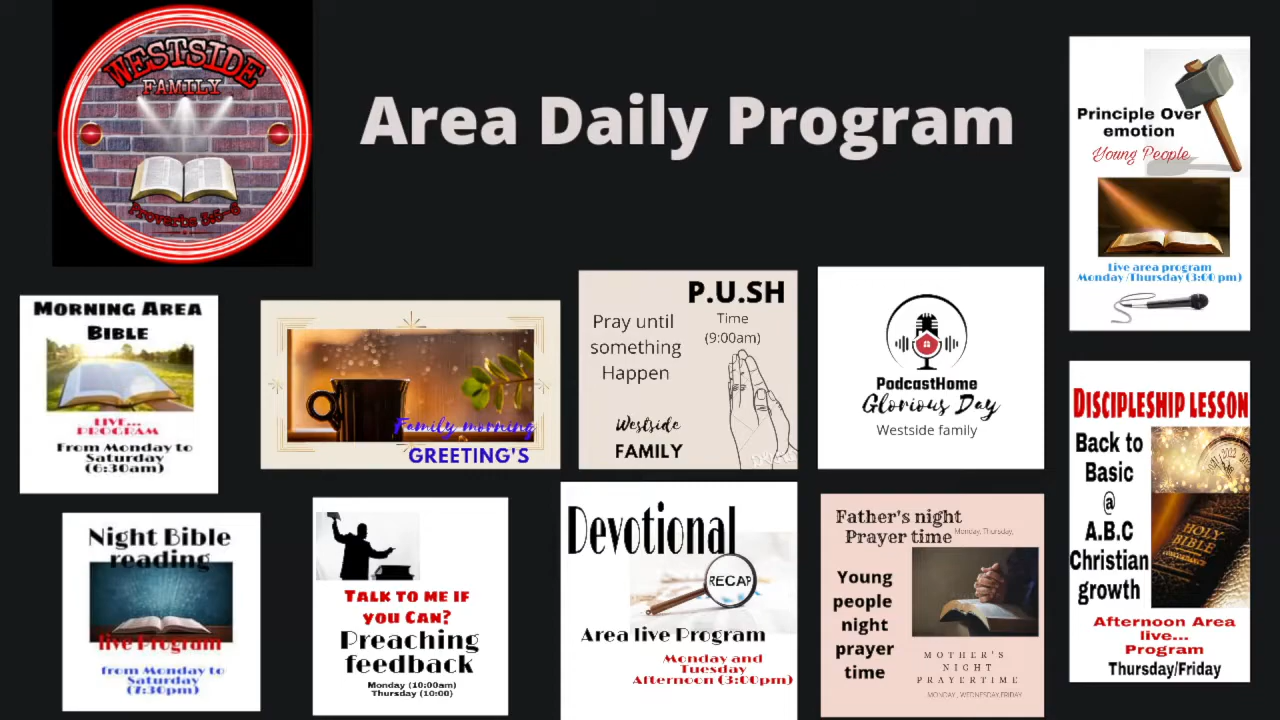 WESTSIDE
FAMILY
Proverbs 3:5-6
Area Daily Program
Principle Over
emotion
Young People
Live area program
Monday /Thursday (3:00 pm)
MORNING AREA
BIBLE
LIVE...
PROGRAM
From Monday to
Saturday
(6:30am)
Family morning
GREETING'S
P.U.SH
Time
(9:00am)
Pray until
something
Happen
Westside
FAMILY
PodcastHome
Glorious Day
Westside family
DISCIPLESHIP LESSON
Back to
Basic
@
A.B.C
Christian
growth
HOLY
BIBLE
CONCORDANCE
Afternoon Area
live...
Program
Thursday/Friday
Night Bible
reading
live Program
from Monday to
Saturday
(7:30pm)
TALK TO ME IF
YOU CAN?
Preaching
feedback
Monday (10:00am)
Thursday (10:00)
Devotional
RECAP
Area live Program
Monday and
Tuesday
Afternoon (3:00pm)
Father's night
Prayer time
Monday, Thursday,
Young
people
night
prayer
time
MOTHER'S
NIGHT
PRAYERTIME
MONDAY, WEDNESDAY,FRIDAY